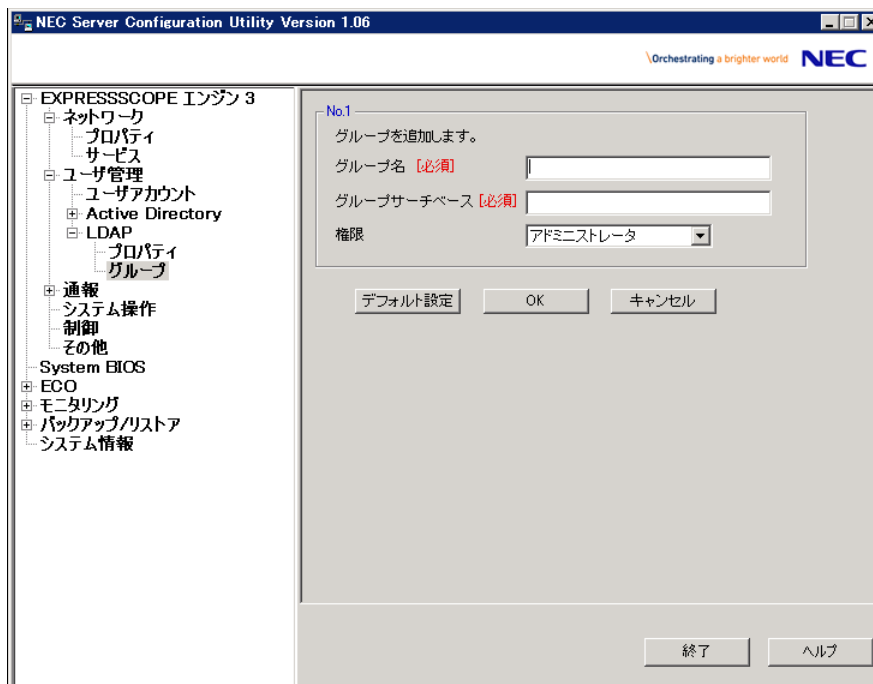 NEC Server Configuration Utility Version 1.06
\Orchestrating a brighter world NEC
EXPRESSSCOPE エンジン 3
ネットワーク
プロパティ
サービス
ユーザ管理
ユーザアカウント
Active Directory
LDAP
プロパティ
グループ
通報
システム操作
制御
その他
System BIOS
ECO
モニタリング
バックアップ/リストア
システム情報
No.1
グループを追加します。
グループ名 [必須]
グループサーチベース [必須]
権限 アドミニストレータ
デフォルト設定 OK キャンセル
終了 ヘルプ